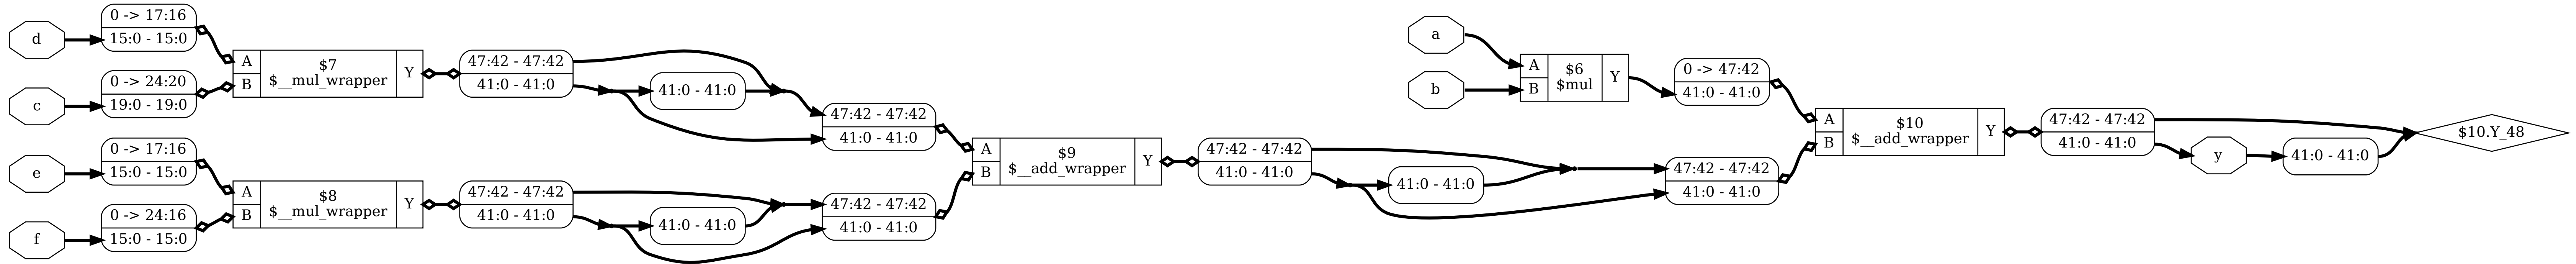 d
0 -> 17:16
15:0 - 15:0
c
0 -> 24:20
19:0 - 19:0
A
B
$7
$__mul_wrapper
Y
47:42 - 47:42
41:0 - 41:0
41:0 - 41:0
47:42 - 47:42
41:0 - 41:0
e
0 -> 17:16
15:0 - 15:0
f
0 -> 24:16
15:0 - 15:0
A
B
$8
$__mul_wrapper
Y
47:42 - 47:42
41:0 - 41:0
41:0 - 41:0
47:42 - 47:42
41:0 - 41:0
A
B
$9
$__add_wrapper
Y
47:42 - 47:42
41:0 - 41:0
41:0 - 41:0
47:42 - 47:42
41:0 - 41:0
a
b
A
B
$6
$mul
Y
0 -> 47:42
41:0 - 41:0
A
B
$10
$__add_wrapper
Y
47:42 - 47:42
41:0 - 41:0
y
41:0 - 41:0
$10.Y_48